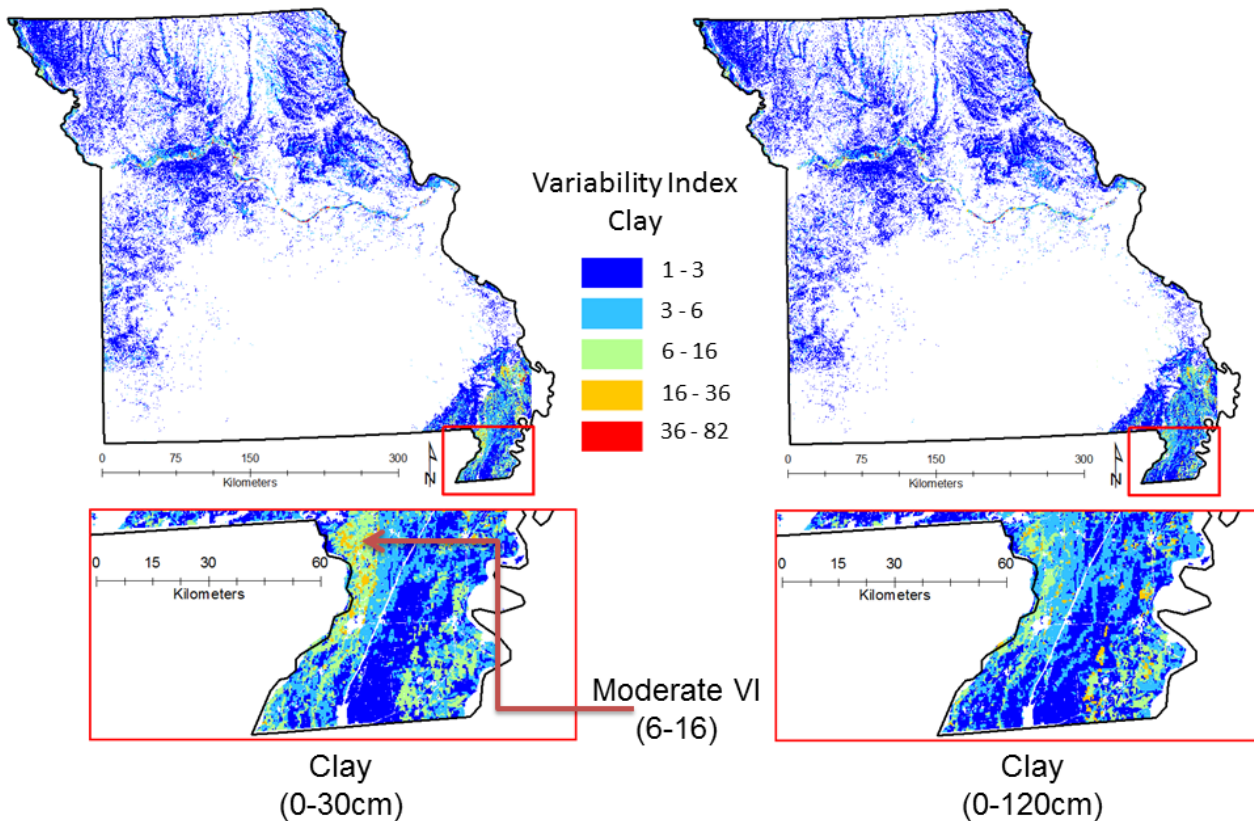 Variability Index
Clay
1 - 3
3 - 6
6 - 16
16 - 36
36 - 82
0 75 150 300
Kilometers
N
0 75 150 300
Kilometers
N
0 15 30 60
Kilometers
0 15 30 60
Kilometers
Moderate VI
(6-16)
Clay
(0-30cm)
Clay
(0-120cm)